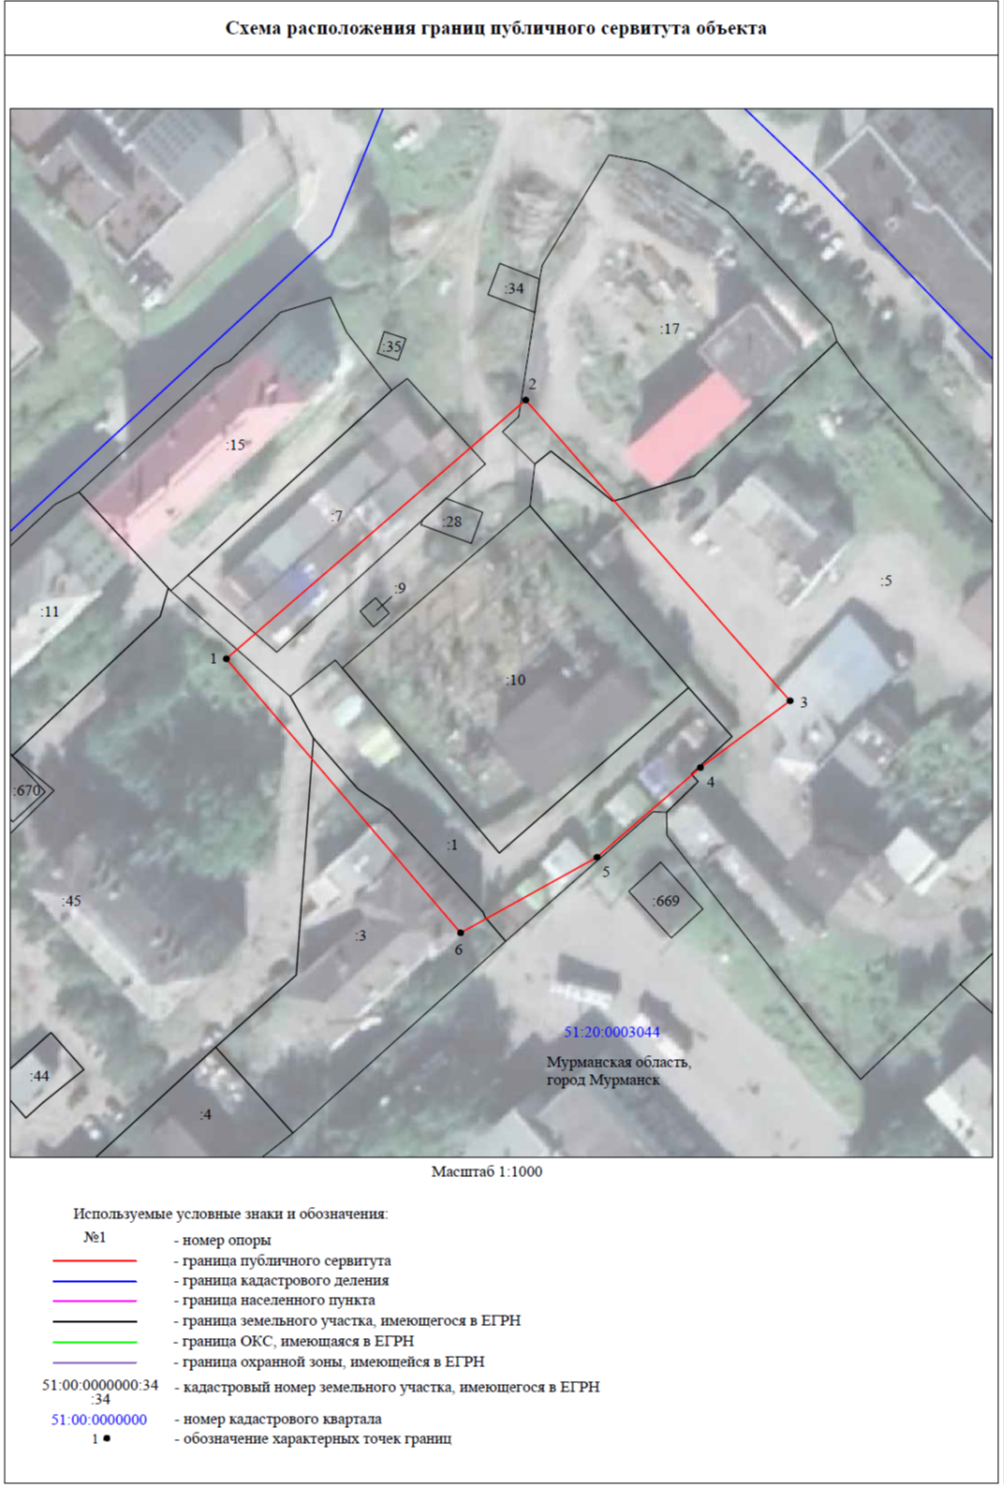 Схема расположения границ публичного сервитута объекта
:34
:17
:35
2
:15
:7
:28
:5
:9
:11
1
:10
3
4
:670
:1
5
:45
:669
:3
6
51:20:0003044
Мурманская область,
город Мурманск
:44
:4
Масштаб 1:1000
Используемые условные знаки и обозначения:
№1 - номер опоры
- граница публичного сервитута
- граница кадастрового деления
- граница населенного пункта
- граница земельного участка, имеющегося в ЕГРН
- граница ОКС, имеющаяся в ЕГРН
- граница охранной зоны, имеющейся в ЕГРН
51:00:0000000:34 - кадастровый номер земельного участка, имеющегося в ЕГРН
:34
51:00:0000000 - номер кадастрового квартала
1 ● - обозначение характерных точек границ